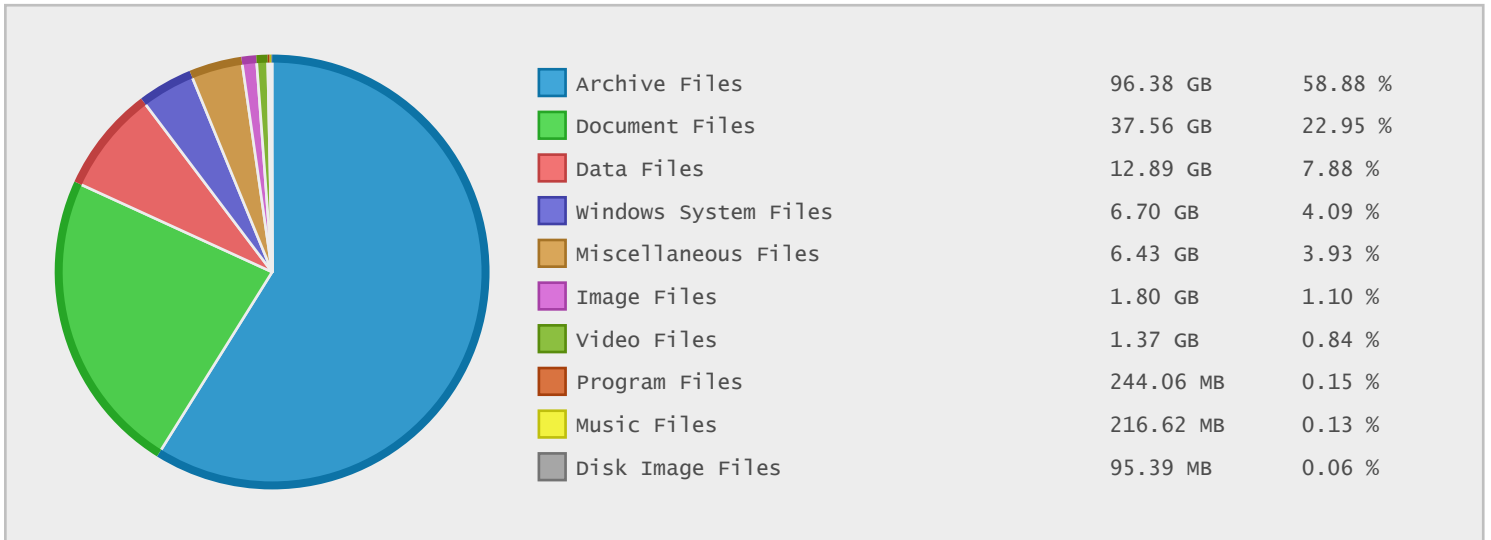 Archive Files 96.38 GB 58.88 %
Document Files 37.56 GB 22.95 %
Data Files 12.89 GB 7.88 %
Windows System Files 6.70 GB 4.09 %
Miscellaneous Files 6.43 GB 3.93 %
Image Files 1.80 GB 1.10 %
Video Files 1.37 GB 0.84 %
Program Files 244.06 MB 0.15 %
Music Files 216.62 MB 0.13 %
Disk Image Files 95.39 MB 0.06 %